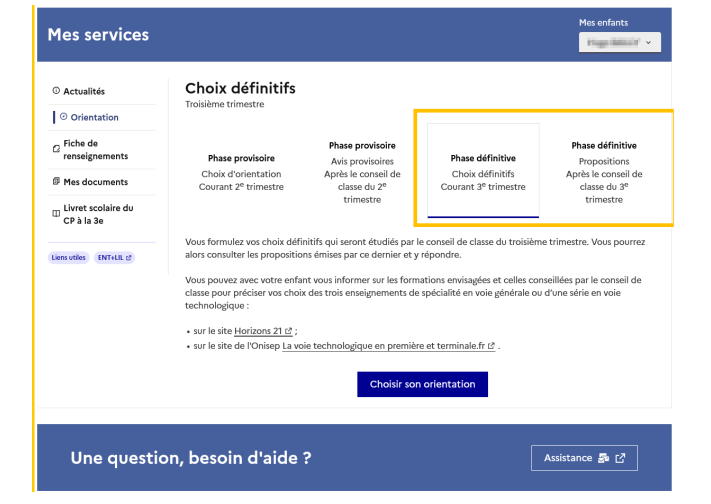 Mes services
Mes enfants
Actualités
Orientation
Fiche de
renseignements
Mes documents
Livret scolaire du
CP à la 3e
Liens utiles
ENT+LIL
Choix définitifs
Troisième trimestre
Phase provisoire
Choix d'orientation
Courant 2e trimestre
Phase provisoire
Avis provisoires
Après le conseil de
classe du 2e
trimestre
Phase définitive
Choix définitifs
Courant 3e trimestre
Phase définitive
Propositions
Après le conseil de
classe du 3e
trimestre
Vous formulez vos choix définitifs qui seront étudiés par le conseil de classe du troisième trimestre. Vous pourrez
alors consulter les propositions émises par ce dernier et y répondre.
Vous pouvez avec votre enfant vous informer sur les formations envisagées et celles conseillées par le conseil de
classe pour préciser vos choix des trois enseignements de spécialité en voie générale ou d'une série en voie
technologique :
• sur le site Horizons 21 ;
• sur le site de l'Onisep La voie technologique en première et terminale.fr .
Choisir son orientation
Une question, besoin d'aide ?
Assistance